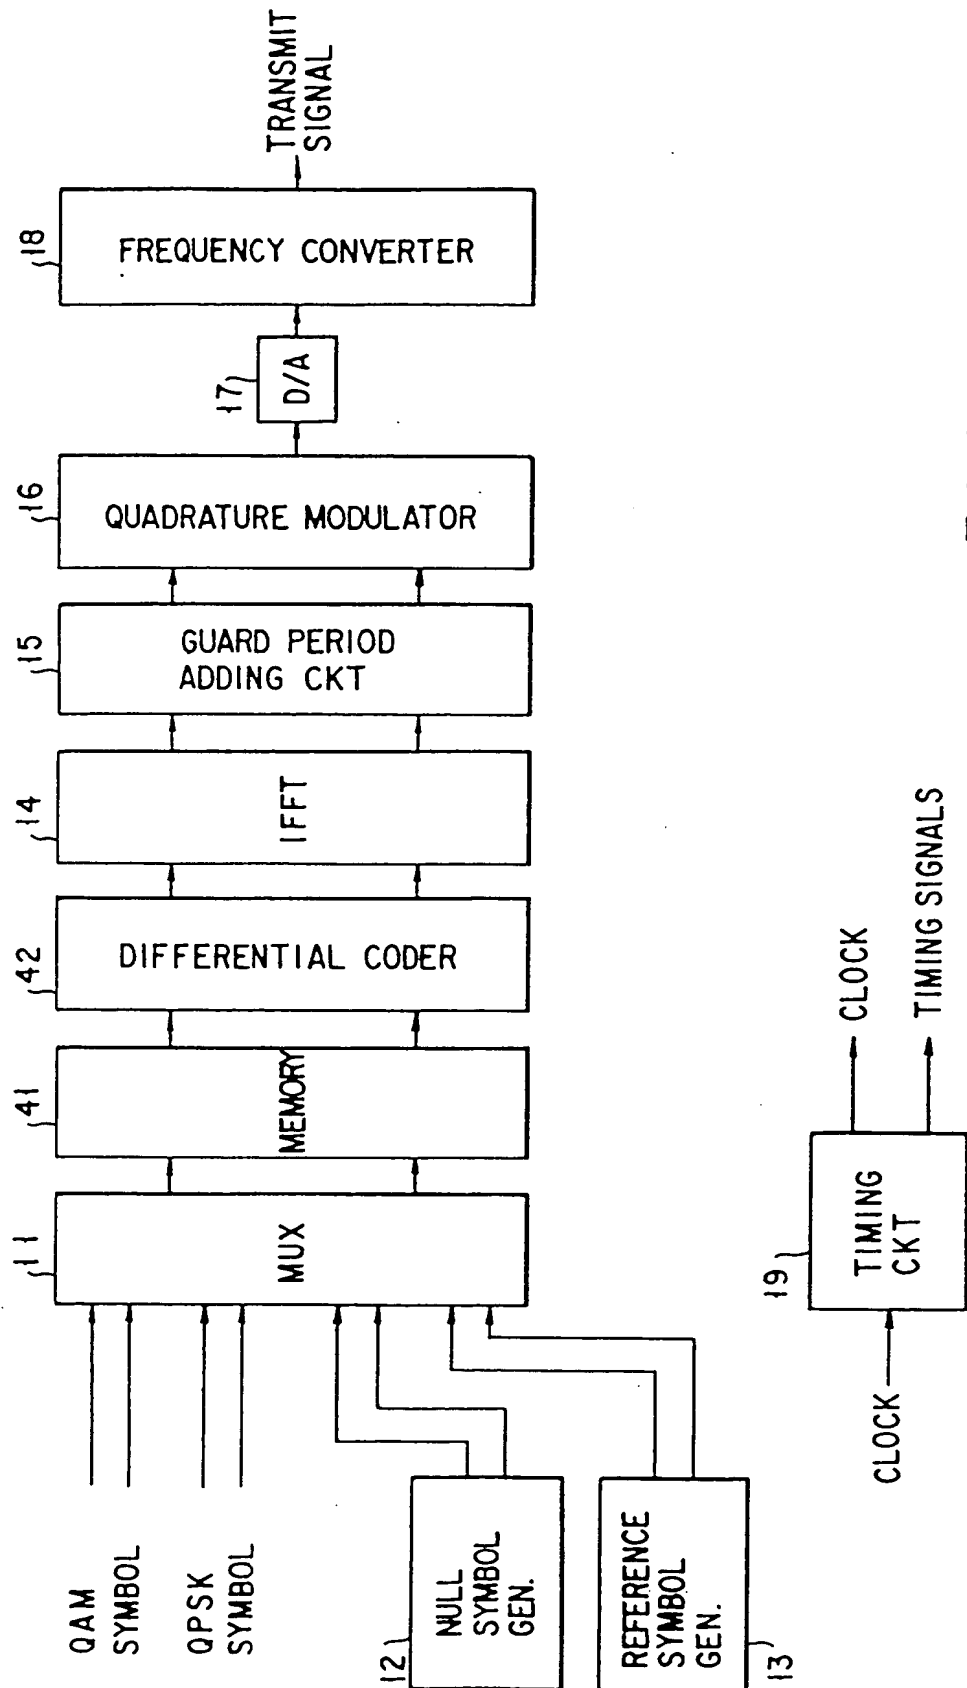 QAM
SYMBOL
QPSK
SYMBOL
12
NULL
SYMBOL
GEN.
13
REFERENCE
SYMBOL
GEN.
11
MUX
41
MEMORY
42
DIFFERENTIAL CODER
14
IFFT
15
GUARD PERIOD
ADDING CKT
16
QUADRATURE MODULATOR
17
D/A
18
FREQUENCY CONVERTER
TRANSMIT
SIGNAL
CLOCK
19
TIMING
CKT
CLOCK
TIMING SIGNALS